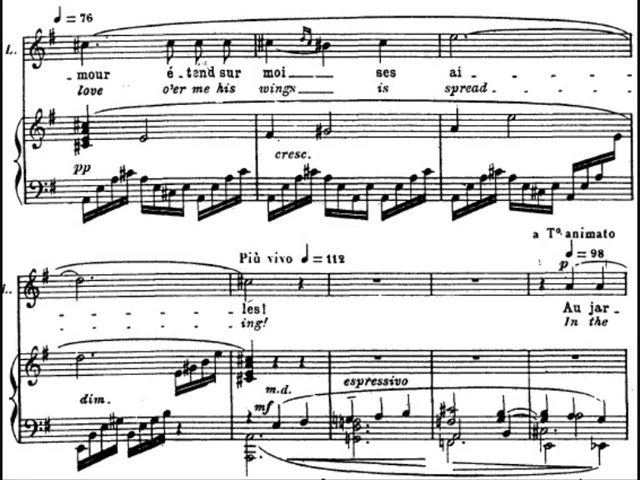 ♩ = 76
L.
- mour é - tend sur moi ses ai - - - - -
love o'er me his wings is spread - - - -
pp cresc.
a Tº. animato
Più vivo ♩ = 112 ♩ = 98
L. p
- - - - - les! Au jar -
- - - - - ing! In the
dim. m.d. espressivo
mf